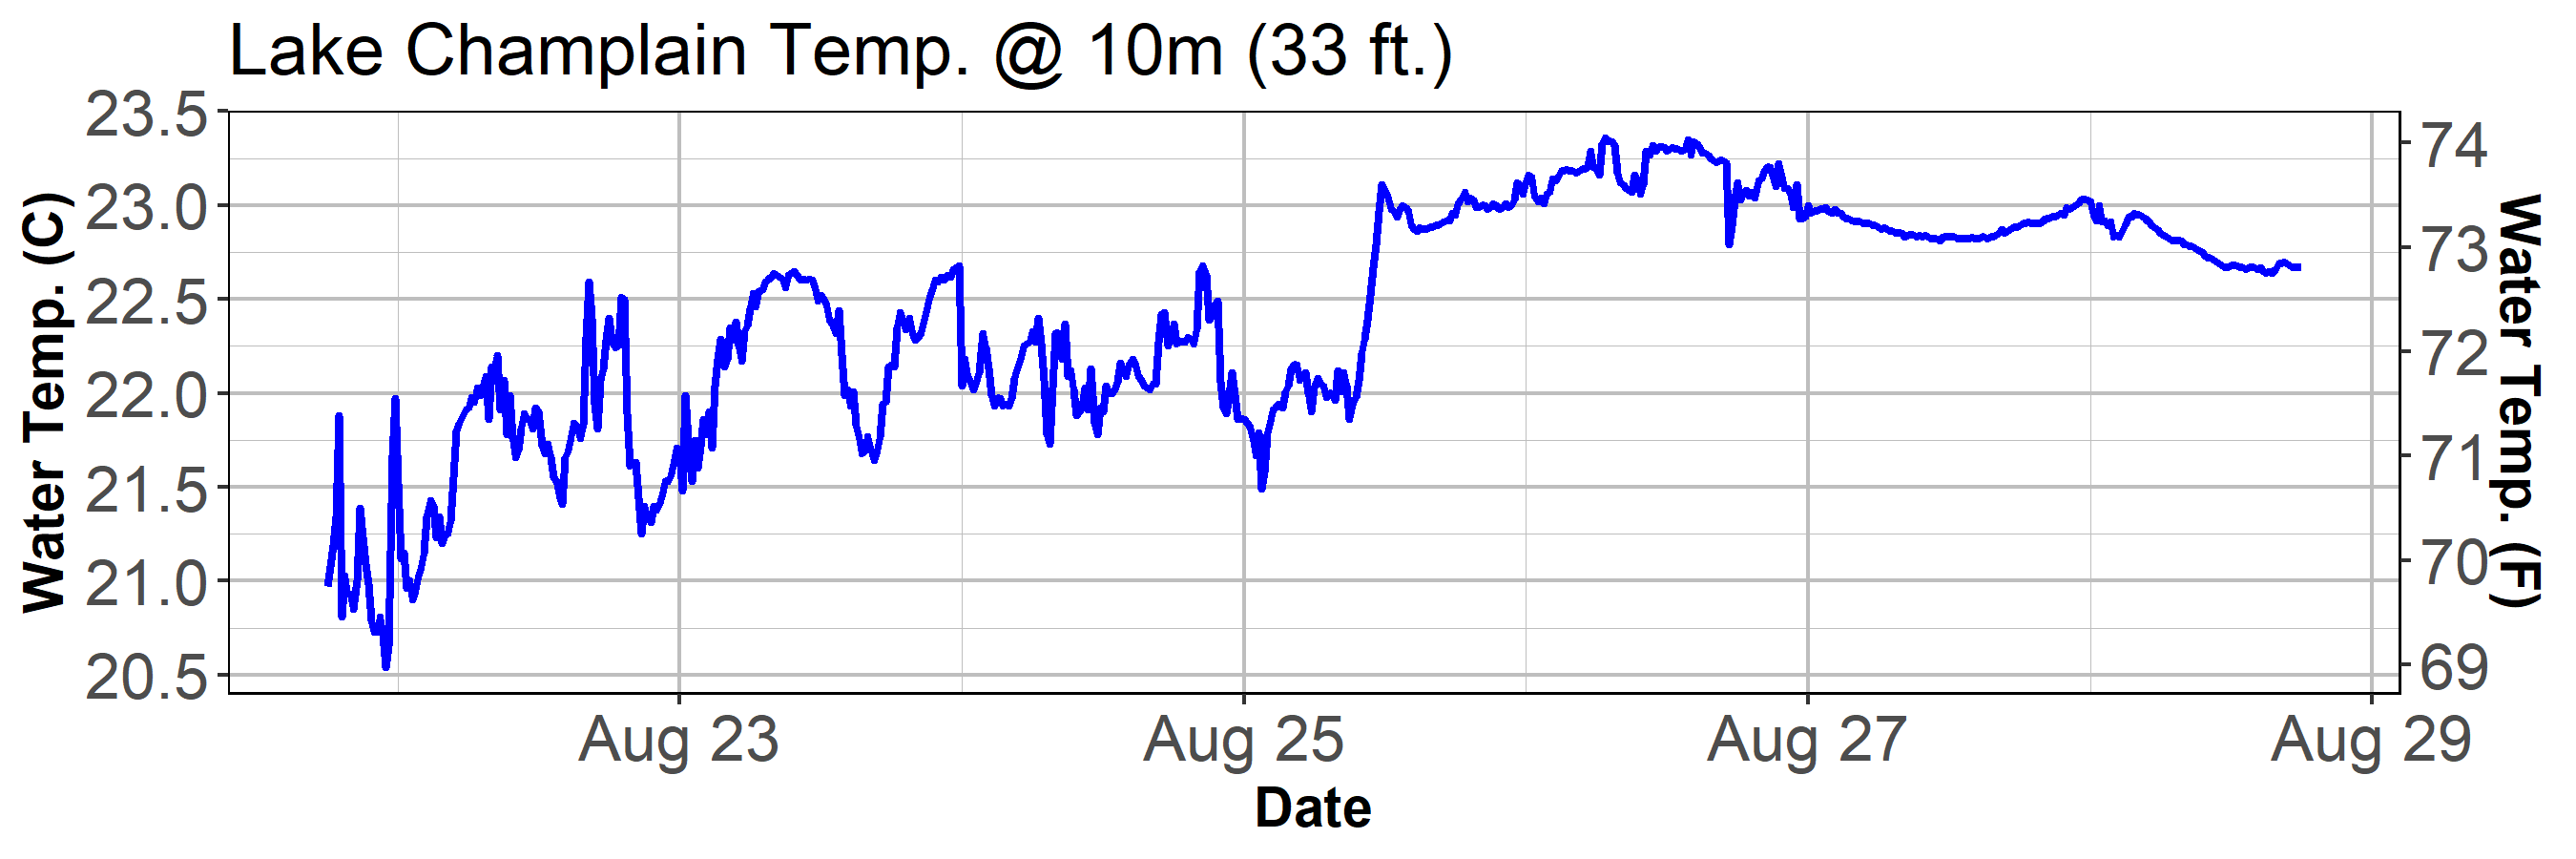 Lake Champlain Temp. @ 10m (33 ft.)
Water Temp. (C)
23.5
23.0
22.5
22.0
21.5
21.0
20.5
74
73
72
71
70
69
Water Temp. (F)
Aug 23
Aug 25
Aug 27
Aug 29
Date